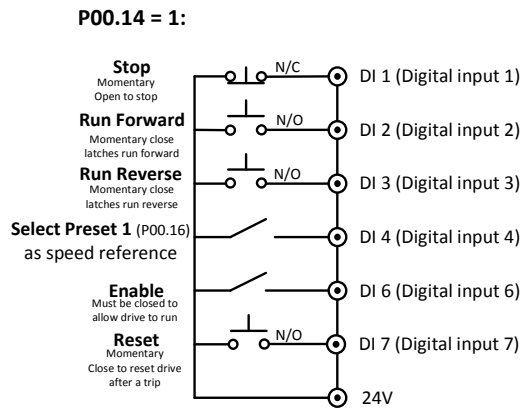 P00.14 = 1:
Stop
Momentary
Open to stop
N/C
DI 1 (Digital input 1)
Run Forward
Momentary close
latches run forward
N/O
DI 2 (Digital input 2)
Run Reverse
Momentary close
latches run reverse
N/O
DI 3 (Digital input 3)
Select Preset 1 (P00.16)
as speed reference
DI 4 (Digital input 4)
Enable
Must be closed to
allow drive to run
DI 6 (Digital input 6)
Reset
Momentary
Close to reset drive
after a trip
N/O
DI 7 (Digital input 7)
24V